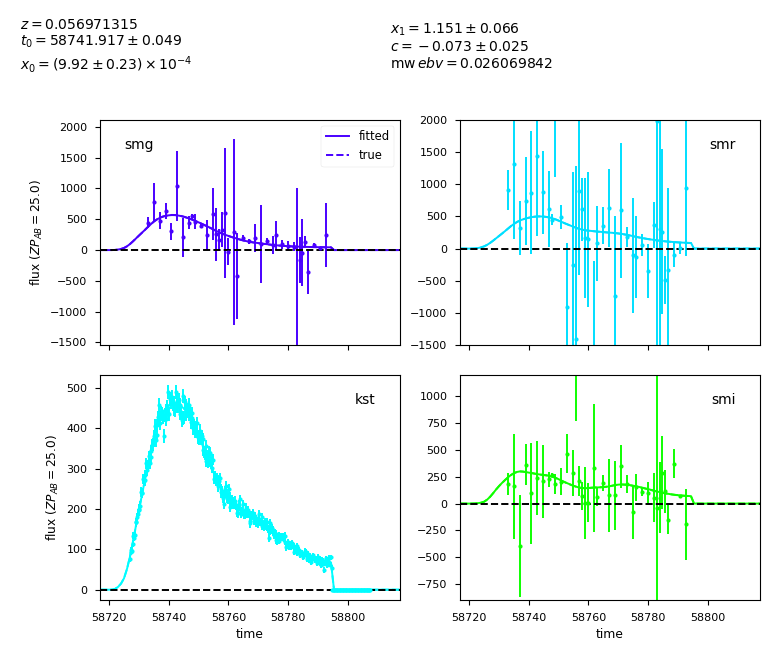 z = 0.056971315
t₀ = 58741.917 ± 0.049
x₀ = (9.92 ± 0.23) × 10⁻⁴
x₁ = 1.151 ± 0.066
c = −0.073 ± 0.025
mw ebv = 0.026069842
smg
fitted
true
2000
1500
1000
500
0
−500
−1000
−1500
flux (ZP_AB = 25.0)
smr
2000
1500
1000
500
0
−500
−1000
−1500
kst
500
400
300
200
100
0
flux (ZP_AB = 25.0)
58720 58740 58760 58780 58800
time
smi
1000
750
500
250
0
−250
−500
−750
58720 58740 58760 58780 58800
time